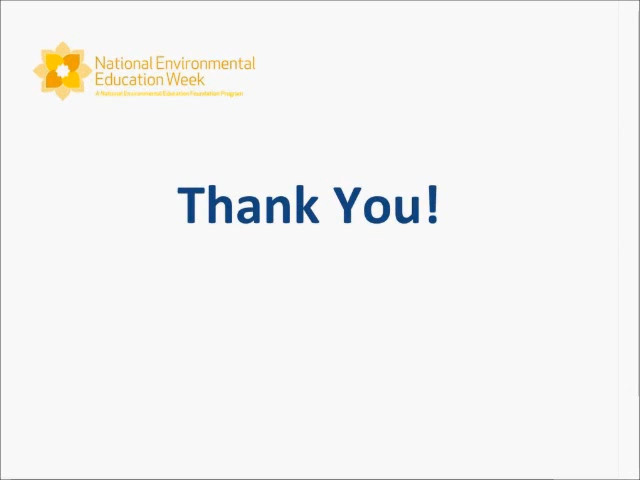 National Environmental
Education Week
A National Environmental Education Foundation Program
Thank You!